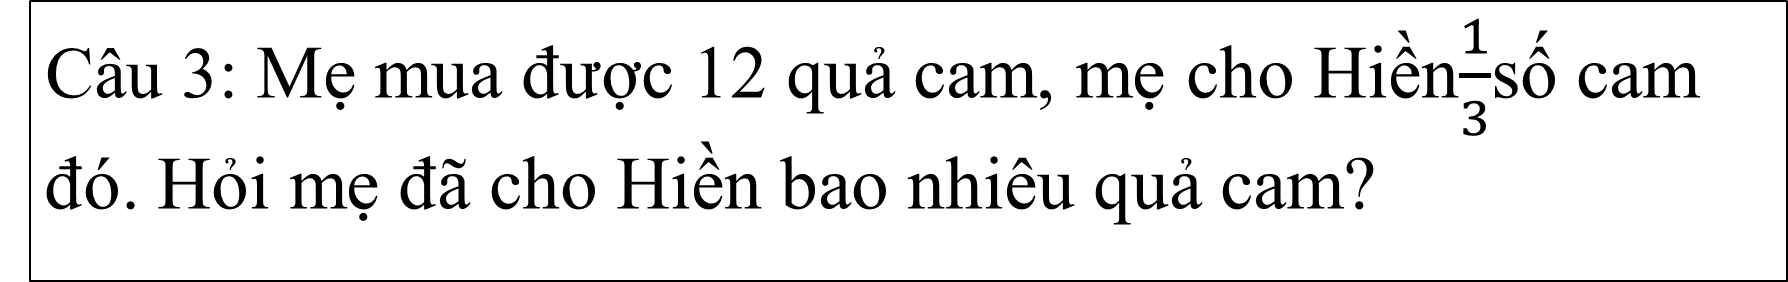 Câu 3: Mẹ mua được 12 quả cam, mẹ cho Hiền 1/3 số cam
đó. Hỏi mẹ đã cho Hiền bao nhiêu quả cam?